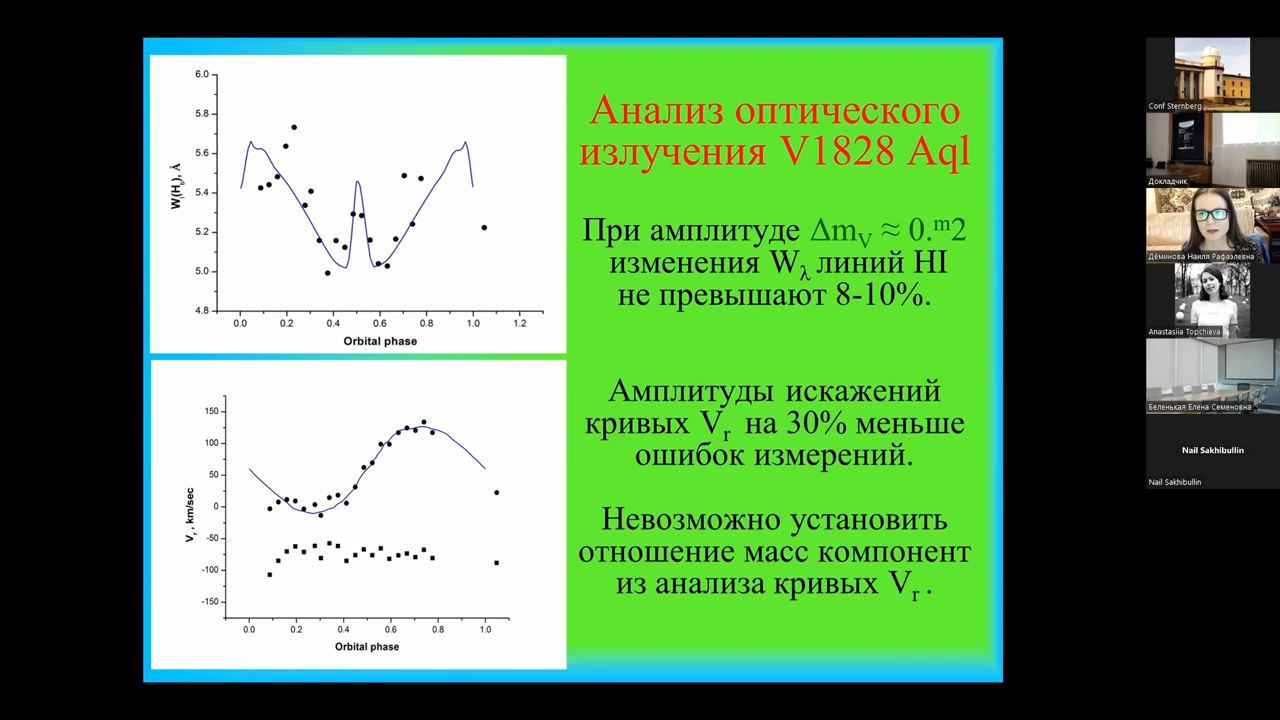 6.0
5.8
5.6
5.4
5.2
5.0
4.8
0.0 0.2 0.4 0.6 0.8 1.0 1.2
Orbital phase
150
100
50
0
-50
-100
-150
V_r, km/sec
0.0 0.2 0.4 0.6 0.8 1.0
Orbital phase
Анализ оптического
излучения V1828 Aql
При амплитуде Δm_V ≈ 0.ᵐ2
изменения W_λ линий HI
не превышают 8-10%.
Амплитуды искажений
кривых V_r на 30% меньше
ошибок измерений.
Невозможно установить
отношение масс компонент
из анализа кривых V_r.
Conf Sternberg
Докладчик
Дёминова Наиля Рафаэлевна
Anastasiia Topchieva
Беленькая Елена Семеновна
Nail Sakhibullin
Nail Sakhibullin